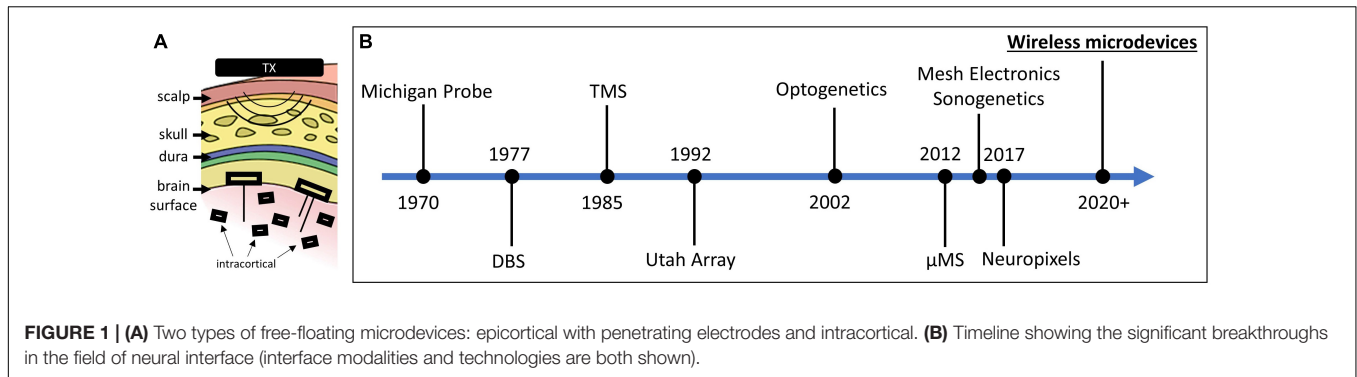 A
TX
scalp
skull
dura
brain
surface
intracortical
B
Wireless microdevices
Michigan Probe
TMS
Optogenetics
Mesh Electronics
Sonogenetics
1977
1992
2012
2017
1970
1985
2002
2020+
DBS
Utah Array
μMS
Neuropixels
FIGURE 1 | (A) Two types of free-floating microdevices: epicortical with penetrating electrodes and intracortical. (B) Timeline showing the significant breakthroughs
in the field of neural interface (interface modalities and technologies are both shown).